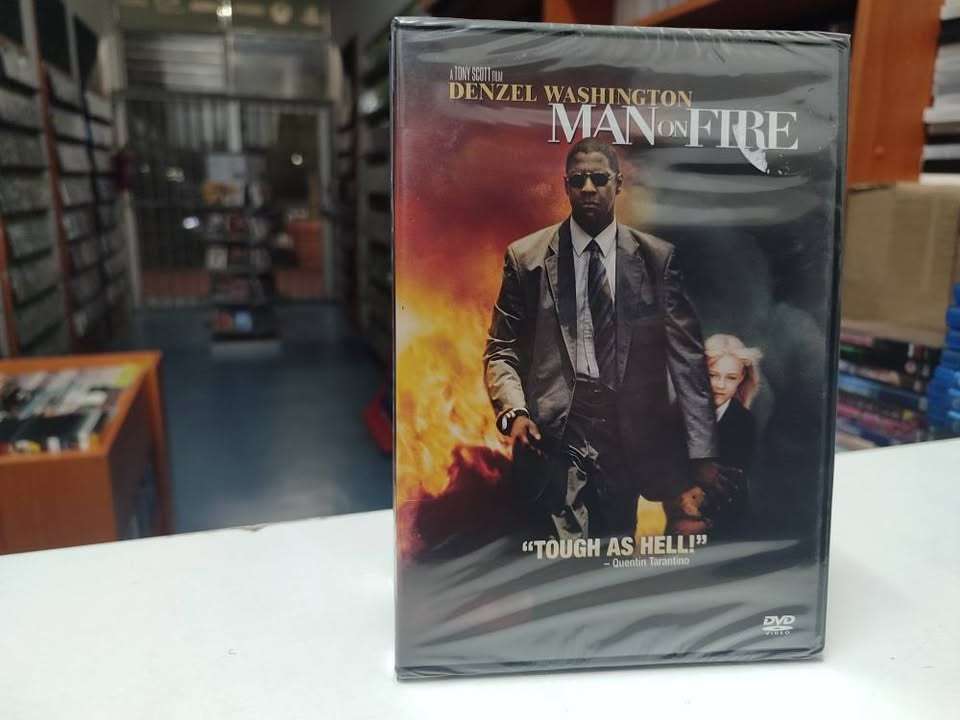 A TONY SCOTT FILM
DENZEL WASHINGTON
MAN ON FIRE
“TOUGH AS HELL!”
– Quentin Tarantino
DVD
VIDEO